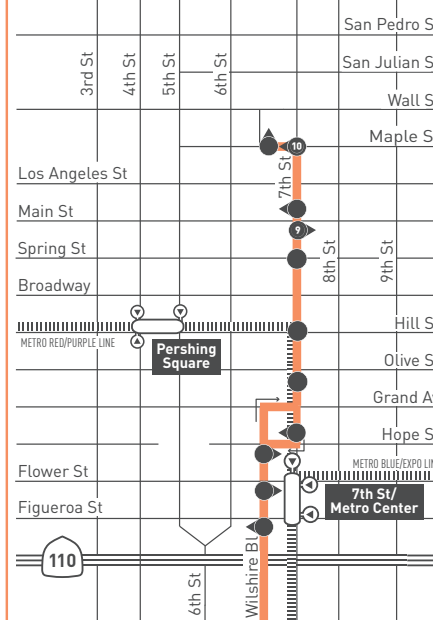 San Pedro S
San Julian S
3rd St
4th St
5th St
6th St
Wall S
Maple S
10
7th St
Los Angeles St
Main St
9
Spring St
8th St
9th St
Broadway
Hill S
METRO RED/PURPLE LINE
Pershing
Square
Olive S
Grand A
Hope S
METRO BLUE/EXPO LIN
Flower St
7th St/
Metro Center
Figueroa St
110
6th St
Wilshire Bl